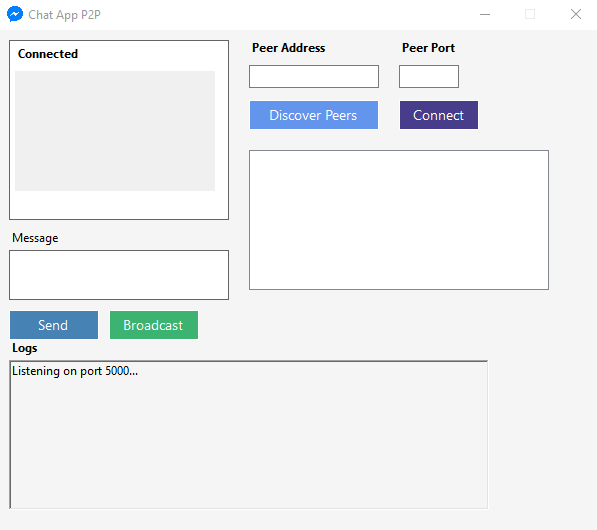 Chat App P2P
Connected
Peer Address
Peer Port
Discover Peers
Connect
Message
Send
Broadcast
Logs
Listening on port 5000...